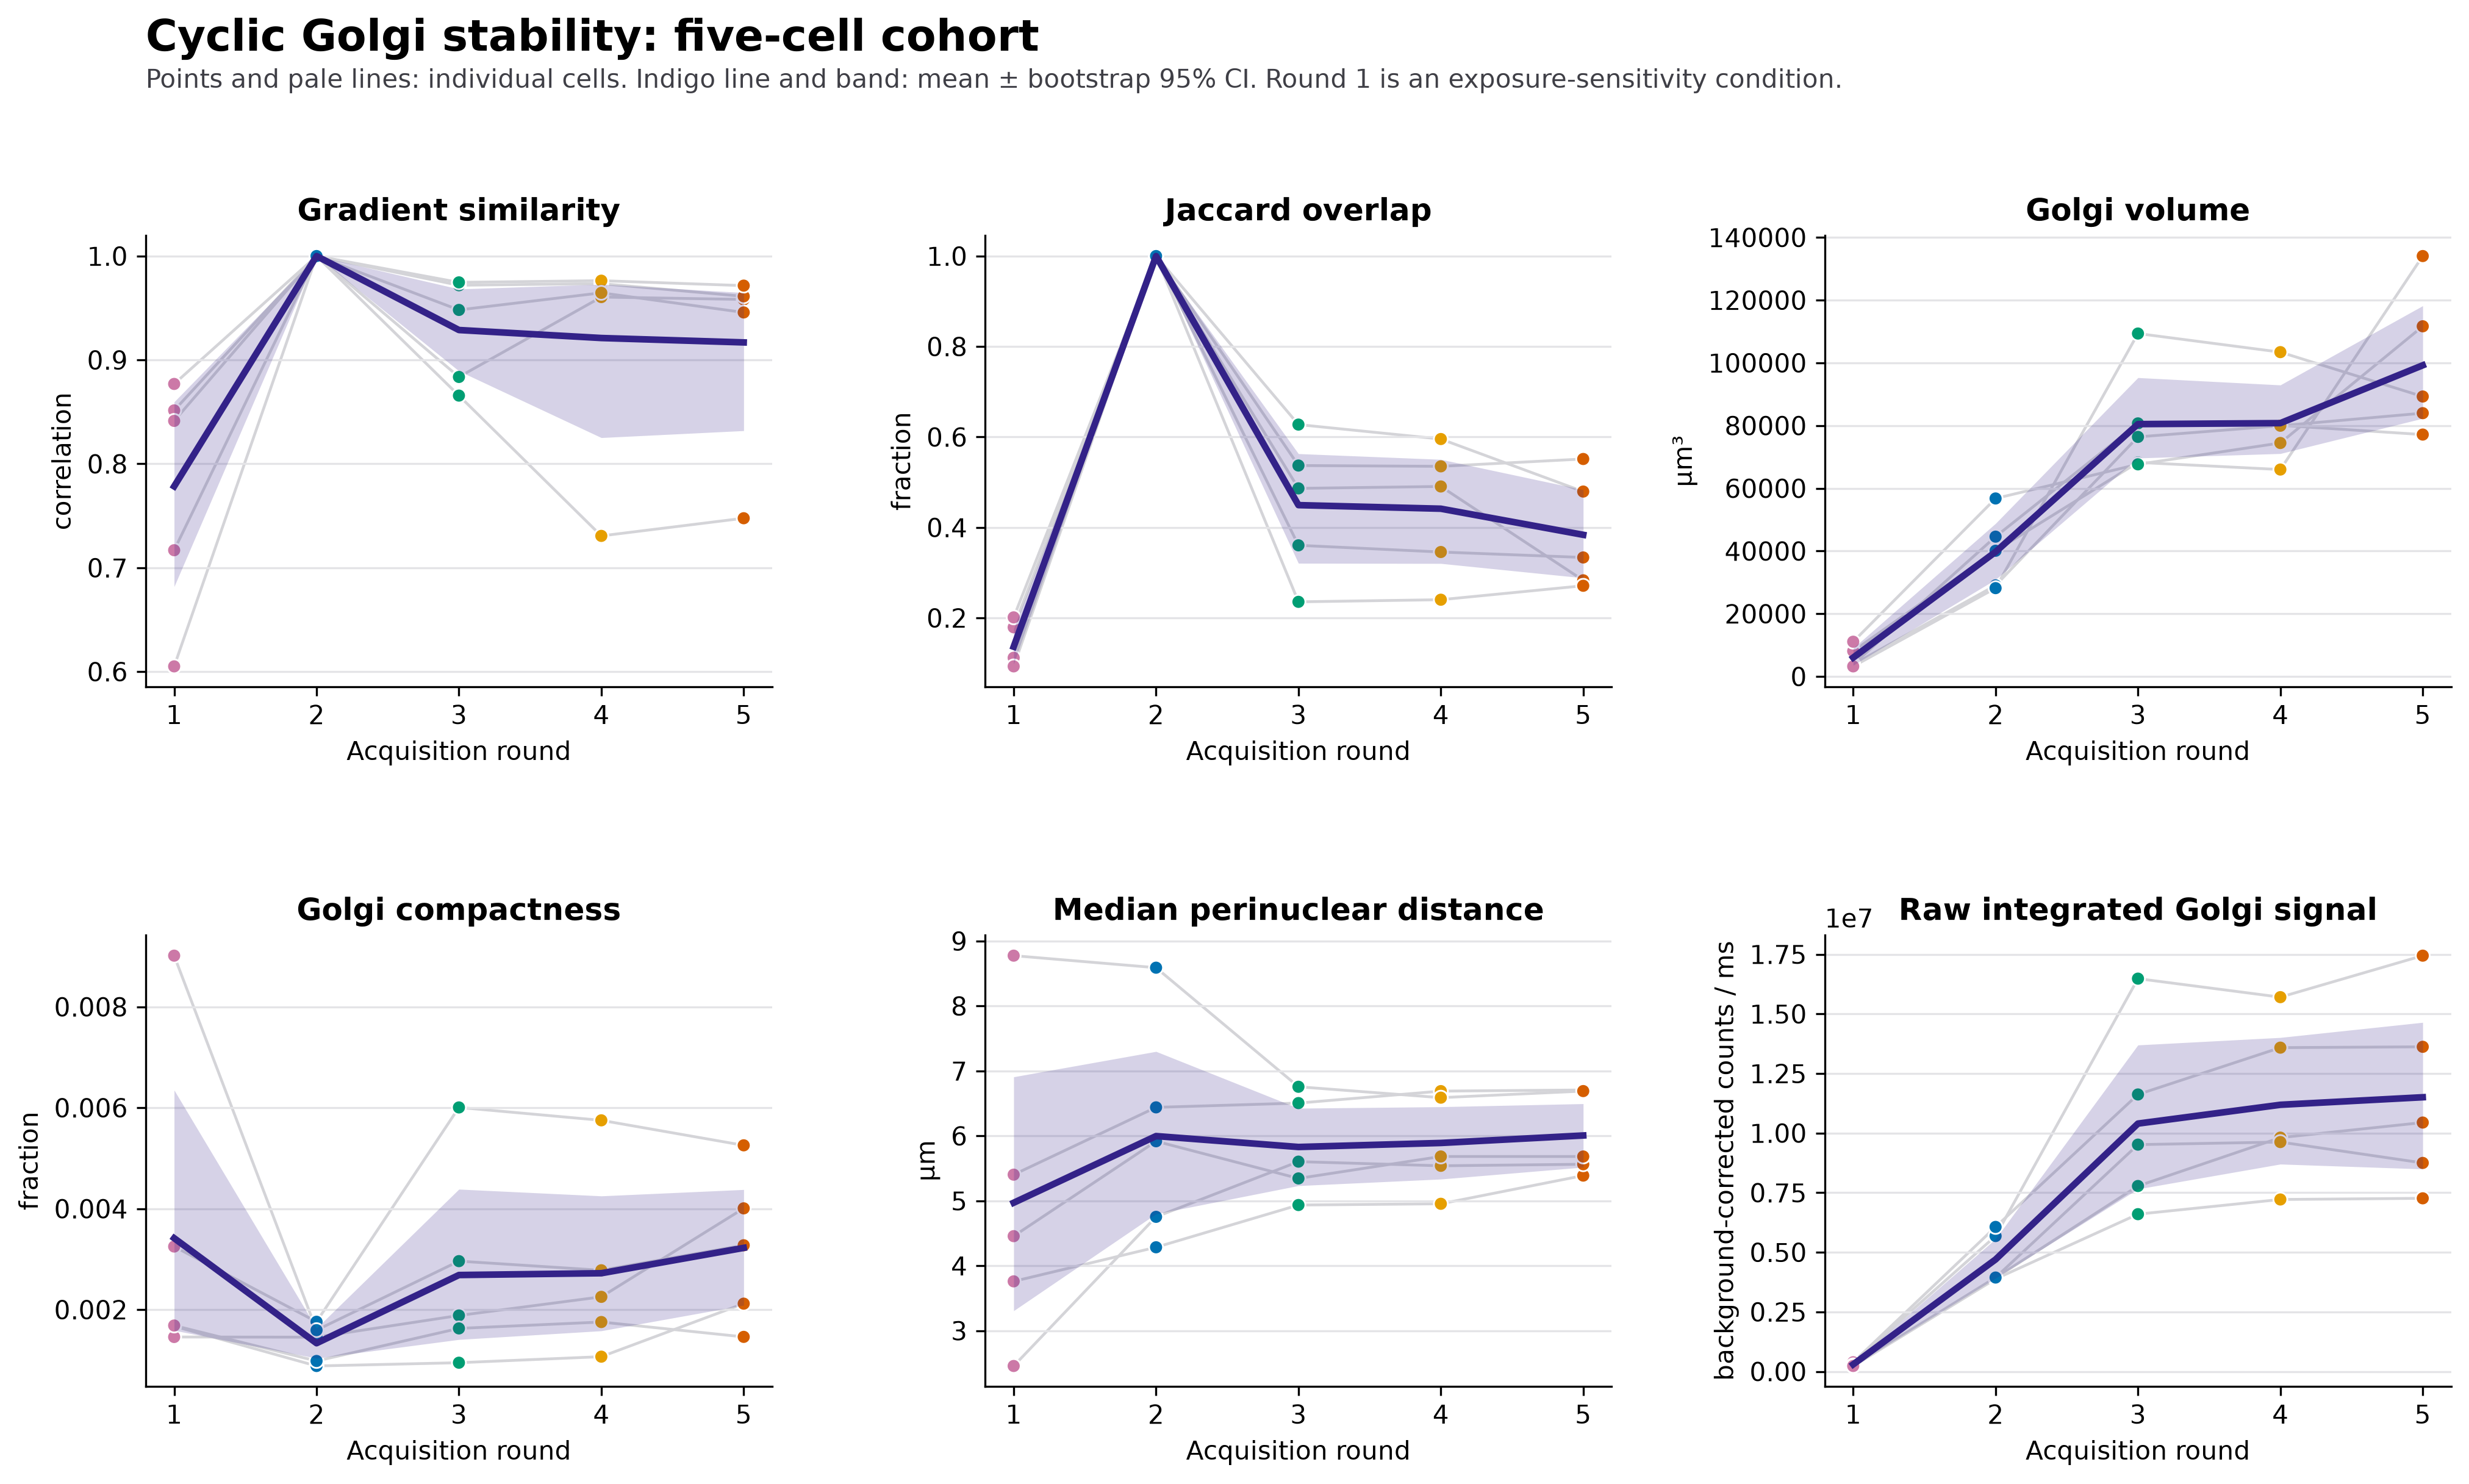 Cyclic Golgi stability: five-cell cohort
Points and pale lines: individual cells. Indigo line and band: mean ± bootstrap 95% CI. Round 1 is an exposure-sensitivity condition.
Gradient similarity
correlation
1.0
0.9
0.8
0.7
0.6
1 2 3 4 5
Acquisition round
Jaccard overlap
fraction
1.0
0.8
0.6
0.4
0.2
1 2 3 4 5
Acquisition round
Golgi volume
μm³
140000
120000
100000
80000
60000
40000
20000
0
1 2 3 4 5
Acquisition round
Golgi compactness
fraction
0.008
0.006
0.004
0.002
1 2 3 4 5
Acquisition round
Median perinuclear distance
μm
9
8
7
6
5
4
3
1 2 3 4 5
Acquisition round
Raw integrated Golgi signal
1e7
background-corrected counts / ms
1.75
1.50
1.25
1.00
0.75
0.50
0.25
0.00
1 2 3 4 5
Acquisition round